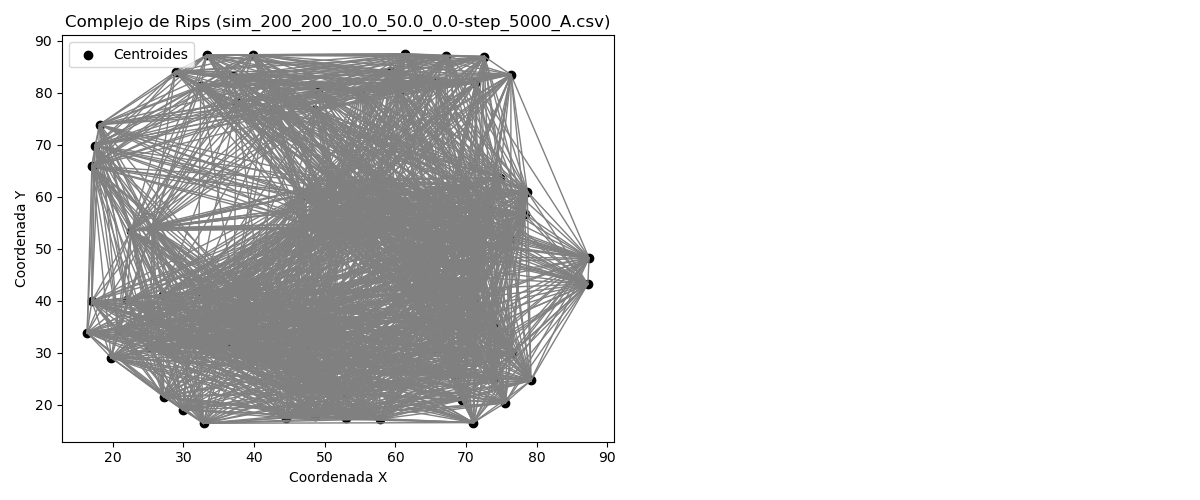 Complejo de Rips (sim_200_200_10.0_50.0_0.0-step_5000_A.csv)
90
Centroides
80
70
60
50
40
30
20
Coordenada Y
20 30 40 50 60 70 80 90
Coordenada X